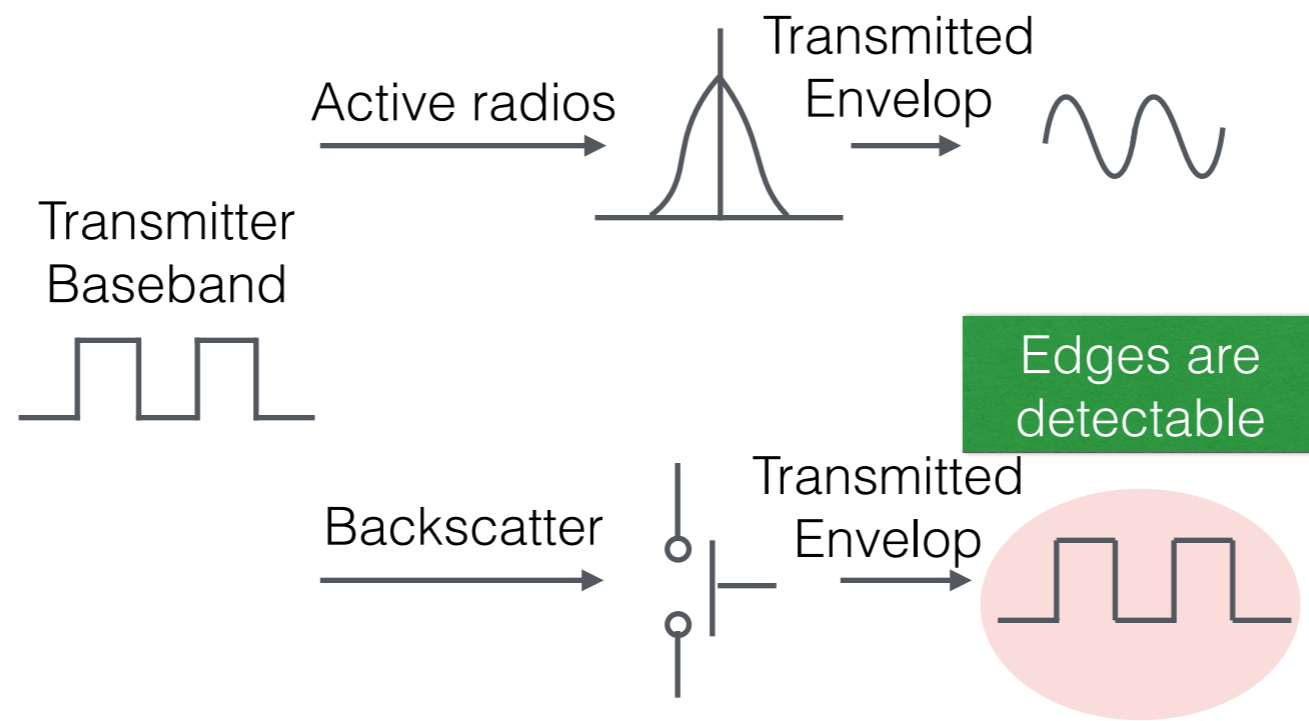 Active radios
Transmitted
Envelop
Transmitter
Baseband
Edges are
detectable
Backscatter
Transmitted
Envelop